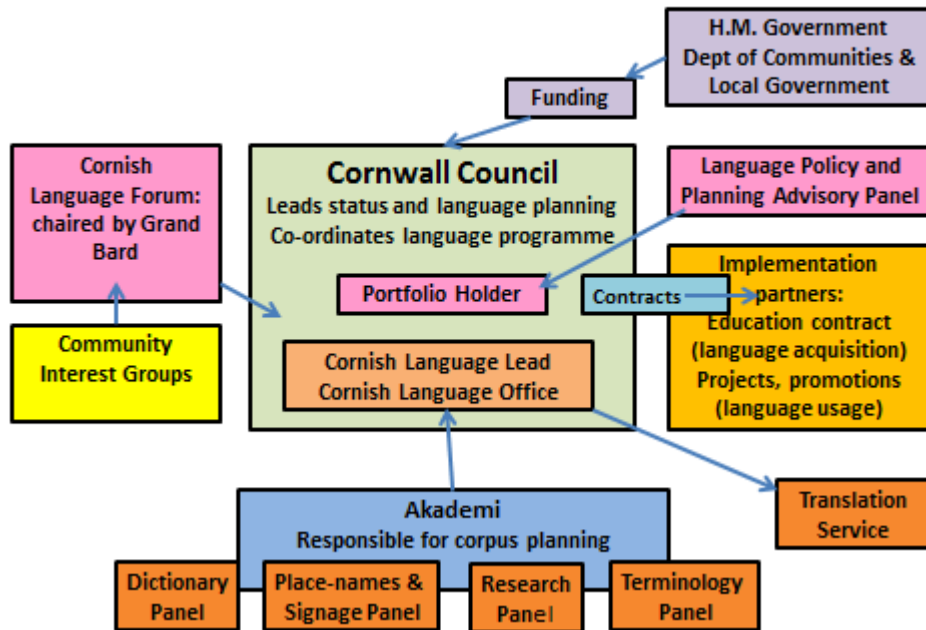 H.M. Government
Dept of Communities &
Local Government
Funding
Cornish
Language Forum:
chaired by Grand
Bard
Cornwall Council
Leads status and language planning
Co-ordinates language programme
Language Policy and
Planning Advisory Panel
Portfolio Holder
Contracts
Implementation
partners:
Education contract
(language acquisition)
Projects, promotions
(language usage)
Community
Interest Groups
Cornish Language Lead
Cornish Language Office
Translation
Service
Akademi
Responsible for corpus planning
Dictionary
Panel
Place-names &
Signage Panel
Research
Panel
Terminology
Panel